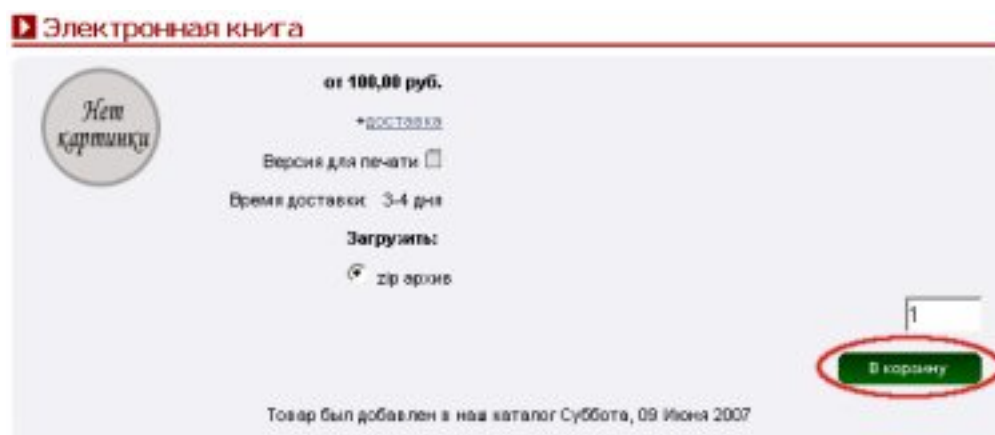 Электронная книга
от 100,00 руб.
Нет
картинки
+доставка
Версия для печати
Время доставки: 3-4 дня
Загрузить:
zip архив
1
В корзину
Товар был добавлен в наш каталог Суббота, 09 Июня 2007